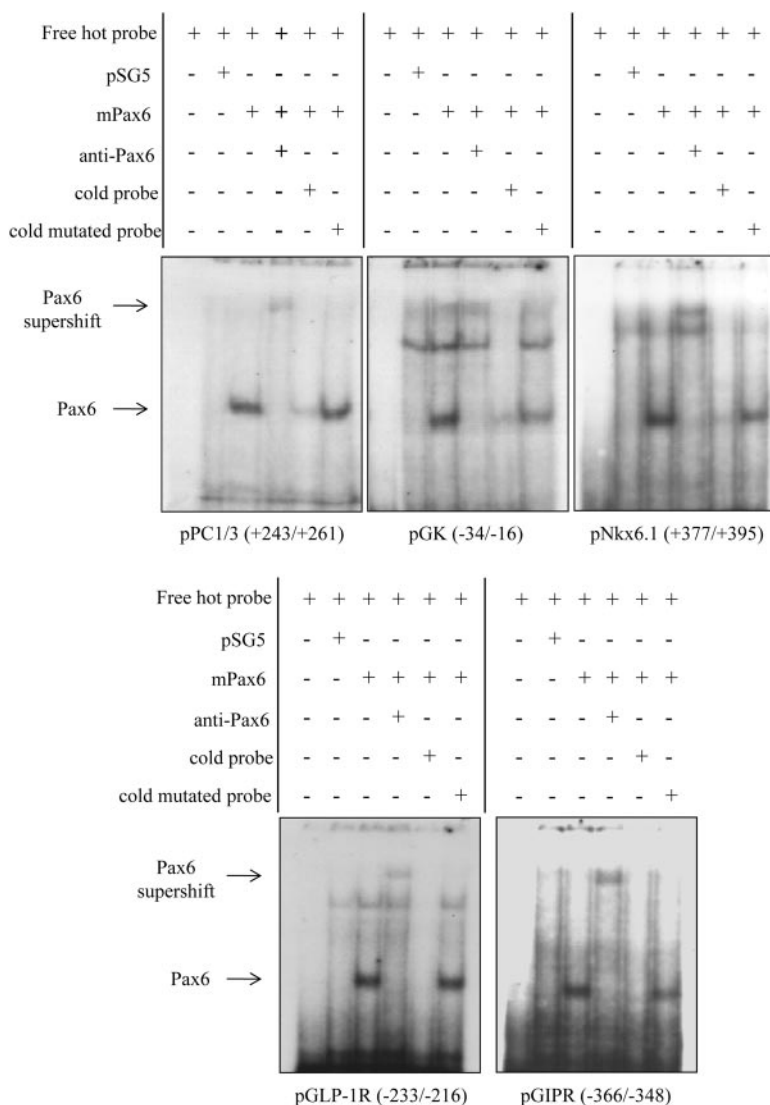 Free hot probe + + + + + + + + + + + + + + + + + +
pSG5 - + - - - - - + - - - - - + - - - -
mPax6 - - + + + + - - + + + + - - + + + +
anti-Pax6 - - - + - - - - - + - - - - - + - -
cold probe - - - - + - - - - - + - - - - - + -
cold mutated probe - - - - - + - - - - - + - - - - - +
Pax6
supershift
Pax6
pPC1/3 (+243/+261) pGK (-34/-16) pNkx6.1 (+377/+395)
Free hot probe + + + + + + + + + + + +
pSG5 - + - - - - - + - - - -
mPax6 - - + + + + - - + + + +
anti-Pax6 - - - + - - - - - + - -
cold probe - - - - + - - - - - + -
cold mutated probe - - - - - + - - - - - +
Pax6
supershift
Pax6
pGLP-1R (-233/-216) pGIPR (-366/-348)